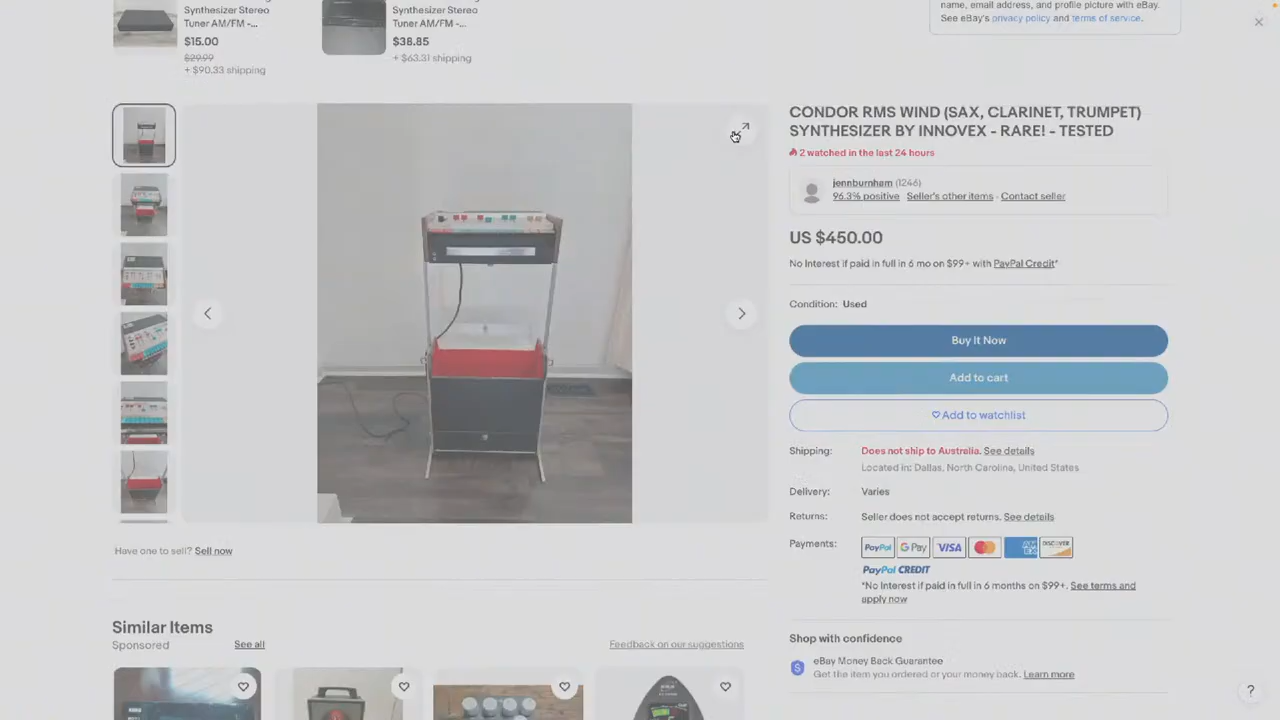 Synthesizer Stereo
Tuner AM/FM -...
$15.00
$29.99
+ $90.33 shipping
Synthesizer Stereo
Tuner AM/FM -...
$38.85
+ $63.31 shipping
name, email address, and profile picture with eBay.
See eBay's privacy policy and terms of service.
CONDOR RMS WIND (SAX, CLARINET, TRUMPET)
SYNTHESIZER BY INNOVEX - RARE! - TESTED
2 watched in the last 24 hours
jennburnham (1246)
96.3% positive Seller's other items · Contact seller
US $450.00
No Interest if paid in full in 6 mo on $99+ with PayPal Credit*
Condition: Used
Buy It Now
Add to cart
Add to watchlist
Shipping: Does not ship to Australia. See details
Located in: Dallas, North Carolina, United States
Delivery: Varies
Returns: Seller does not accept returns. See details
Payments: PayPal G Pay VISA DISCOVER
PayPal CREDIT
*No Interest if paid in full in 6 months on $99+. See terms and
apply now
Have one to sell? Sell now
Similar Items
Sponsored See all Feedback on our suggestions
Shop with confidence
eBay Money Back Guarantee
Get the item you ordered or your money back. Learn more
?